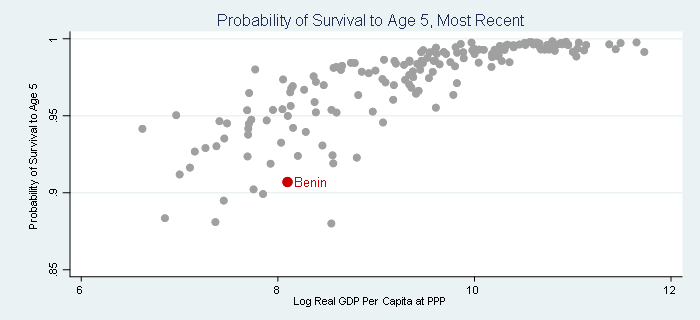 Probability of Survival to Age 5, Most Recent
Probability of Survival to Age 5
1
.95
.9
.85
Benin
6 8 10 12
Log Real GDP Per Capita at PPP